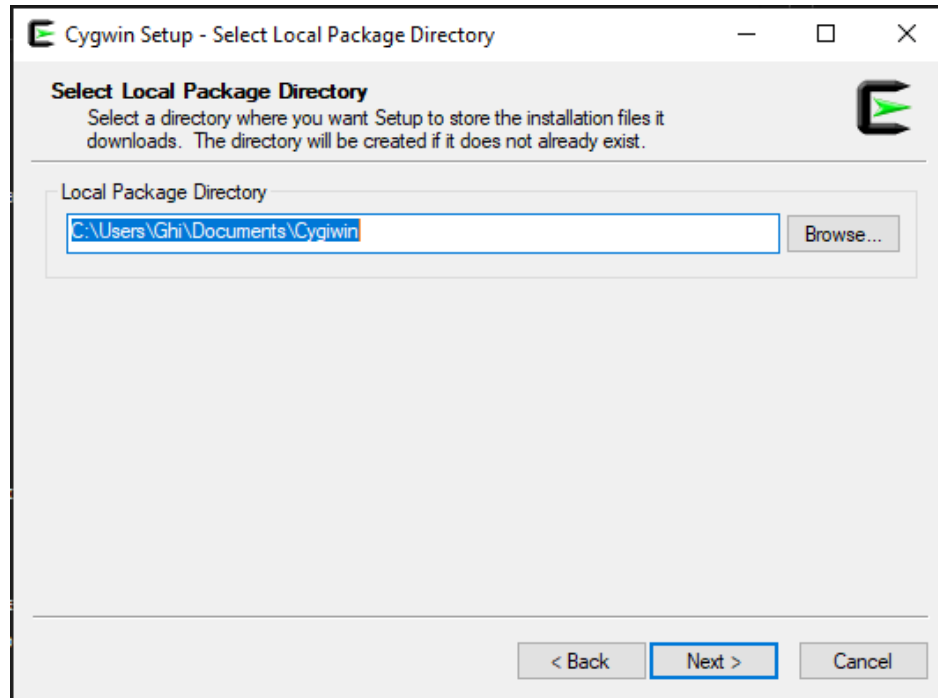 Cygwin Setup - Select Local Package Directory
Select Local Package Directory
Select a directory where you want Setup to store the installation files it
downloads.  The directory will be created if it does not already exist.
Local Package Directory
C:\Users\Ghi\Documents\Cygiwin
Browse...
< Back
Next >
Cancel